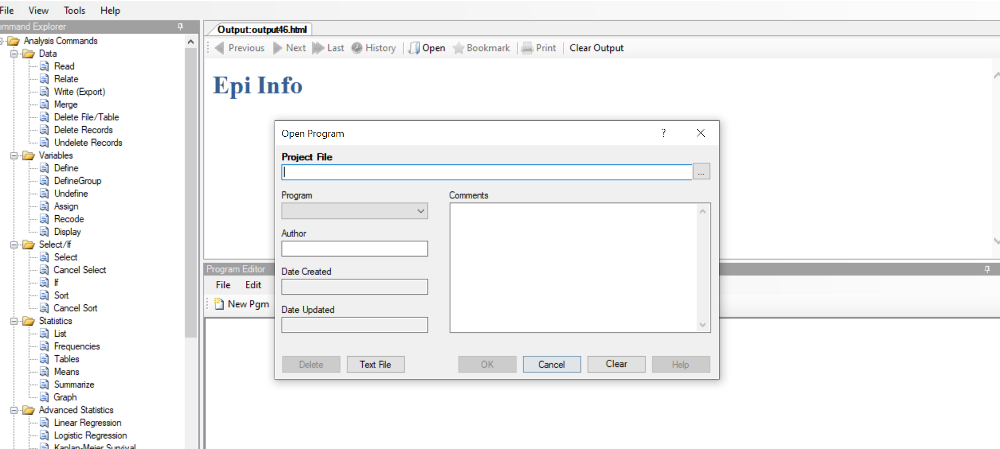 File View Tools Help
ommand Explorer
Analysis Commands
Data
Read
Relate
Write (Export)
Merge
Delete File/Table
Delete Records
Undelete Records
Variables
Define
DefineGroup
Undefine
Assign
Recode
Display
Select/If
Select
Cancel Select
If
Sort
Cancel Sort
Statistics
List
Frequencies
Tables
Means
Summarize
Graph
Advanced Statistics
Linear Regression
Logistic Regression
Kaplan-Meier Survival
Output:output46.html
Previous Next Last History Open Bookmark Print Clear Output
Epi Info
Open Program ?
Project File
...
Program
Comments
Author
Date Created
Date Updated
Delete Text File OK Cancel Clear Help
Program Editor
File Edit
New Pgm